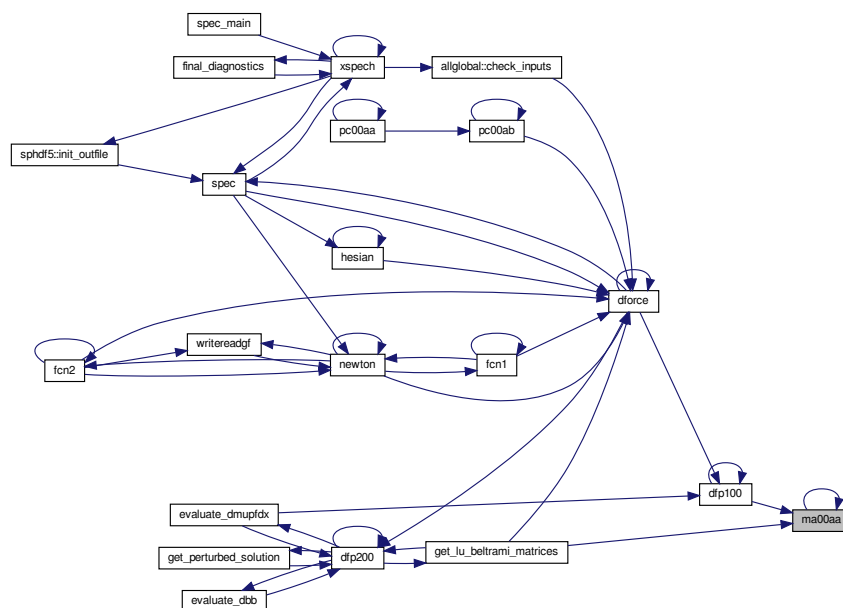 spec_main
final_diagnostics
xspech
allglobal::check_inputs
pc00aa
pc00ab
sphdf5::init_outfile
spec
hesian
dforce
writereadgf
fcn2
newton
fcn1
dfp100
evaluate_dmupfdx
ma00aa
get_perturbed_solution
dfp200
get_lu_beltrami_matrices
evaluate_dbb